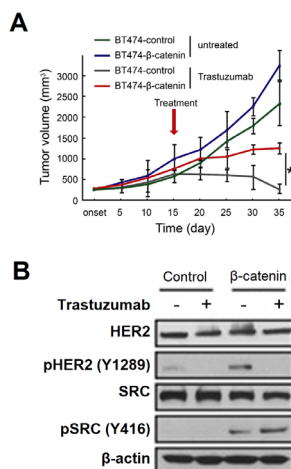 A
BT474-control
BT474-β-catenin
untreated
BT474-control
BT474-β-catenin
Trastuzumab
Tumor volume (mm³)
3000
2500
2000
1500
1000
500
0
Treatment
*
onset 5 10 15 20 25 30 35
Time (day)
B
Control β-catenin
Trastuzumab - + - +
HER2
pHER2 (Y1289)
SRC
pSRC (Y416)
β-actin